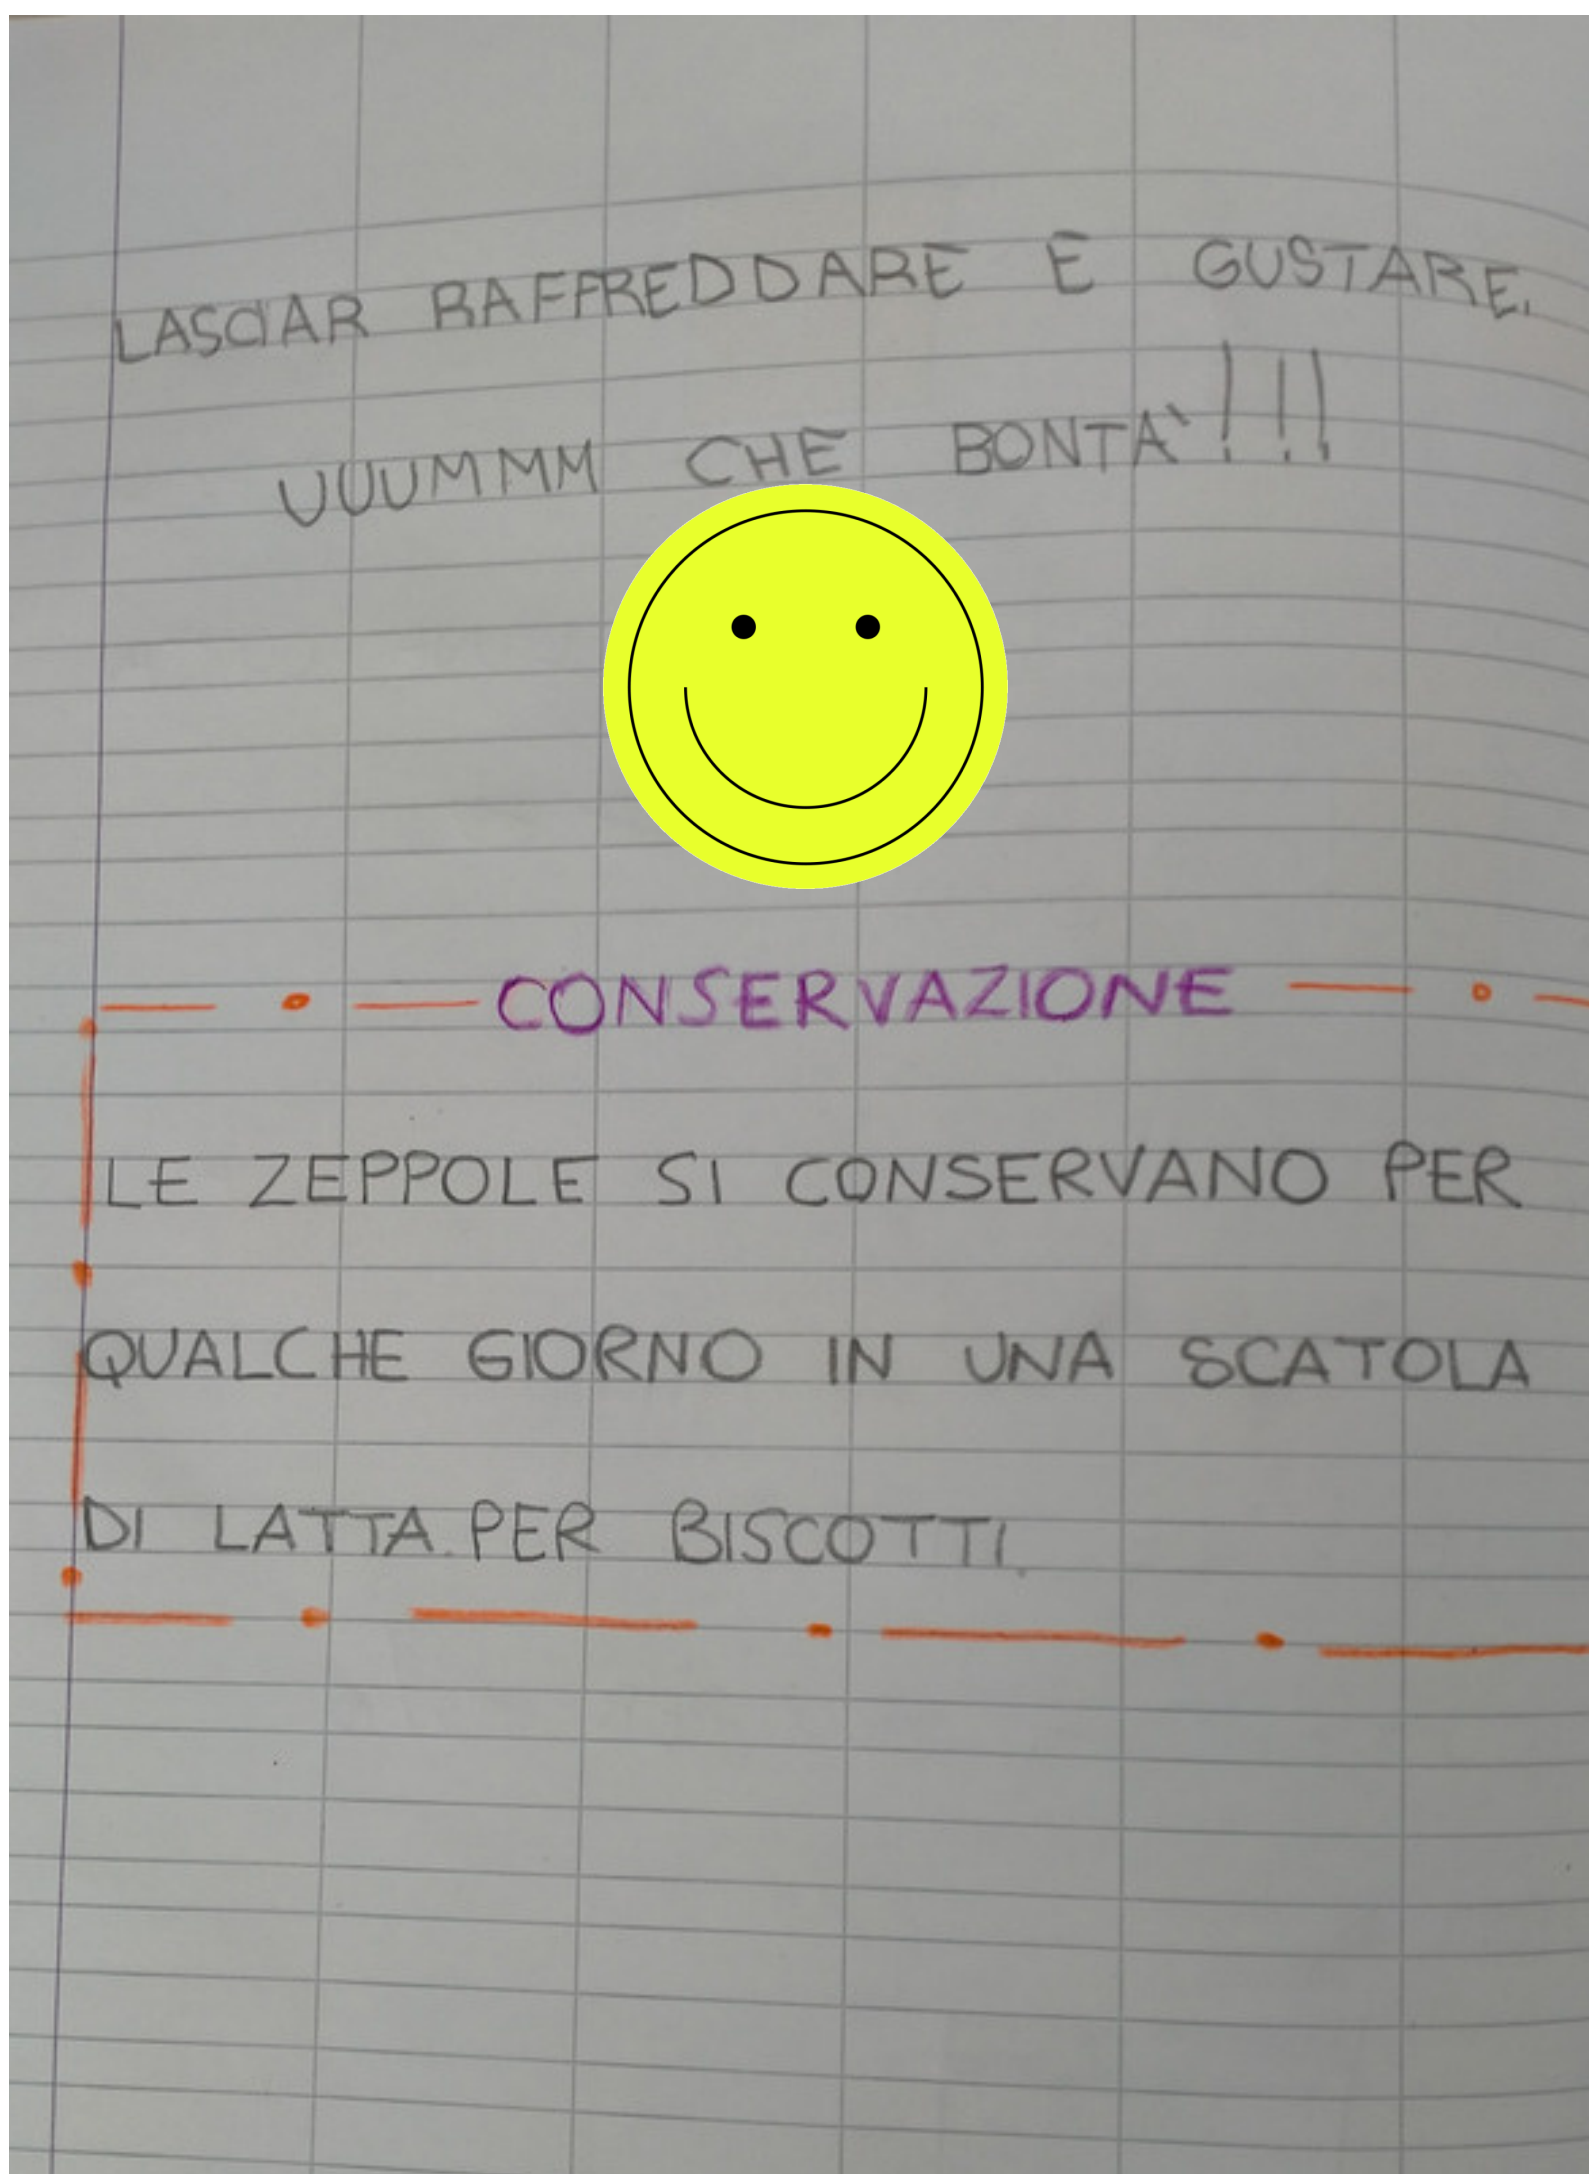 LASCIAR RAFFREDDARE E GUSTARE.
UUUMMM CHE BONTA'!!!
CONSERVAZIONE
LE ZEPPOLE SI CONSERVANO PER
QUALCHE GIORNO IN UNA SCATOLA
DI LATTA PER BISCOTTI.